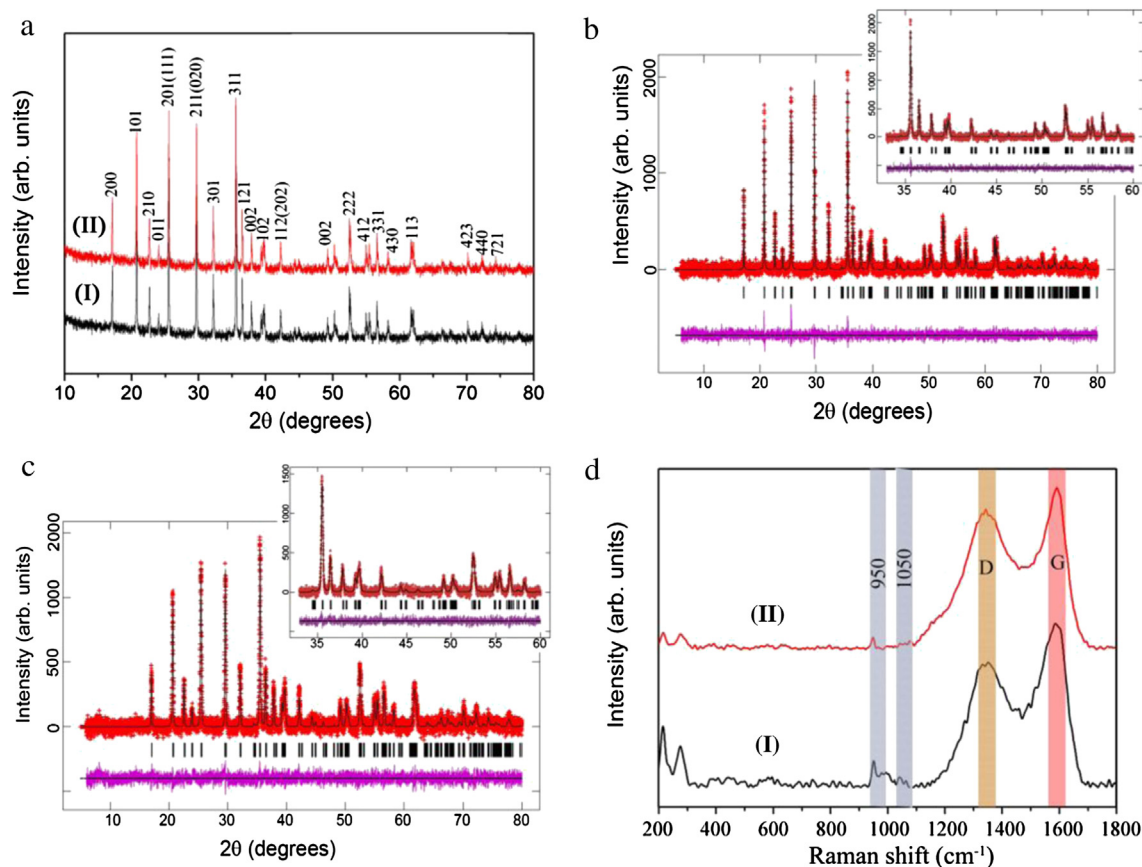 a
Intensity (arb. units)
200
101
210
011
201(111)
211(020)
301
311
121
002
102
112(202)
002
222
412
331
430
113
423
440
721
(II)
(I)
10 20 30 40 50 60 70 80
2θ (degrees)
b
Intensity (arb. units)
2000
1000
0
10 20 30 40 50 60 70 80
2θ (degrees)
2000
1500
1000
500
0
35 40 45 50 55 60
c
Intensity (arb. units)
2000
500
0
10 20 30 40 50 60 70 80
2θ (degrees)
1500
1000
500
0
35 40 45 50 55 60
d
Intensity (arb. units)
950
1050
D
G
(II)
(I)
200 400 600 800 1000 1200 1400 1600 1800
Raman shift (cm⁻¹)